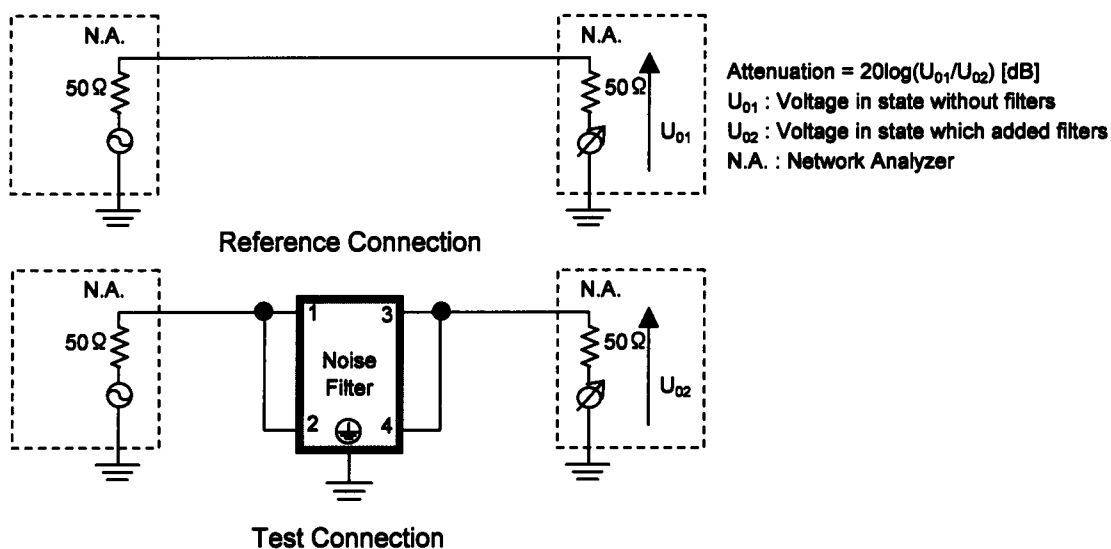 N.A.
50Ω
N.A.
50Ω
U01
Attenuation = 20log(U01/U02) [dB]
U01 : Voltage in state without filters
U02 : Voltage in state which added filters
N.A. : Network Analyzer
Reference Connection
N.A.
50Ω
1 3
Noise
Filter
2 4
N.A.
50Ω
U02
Test Connection